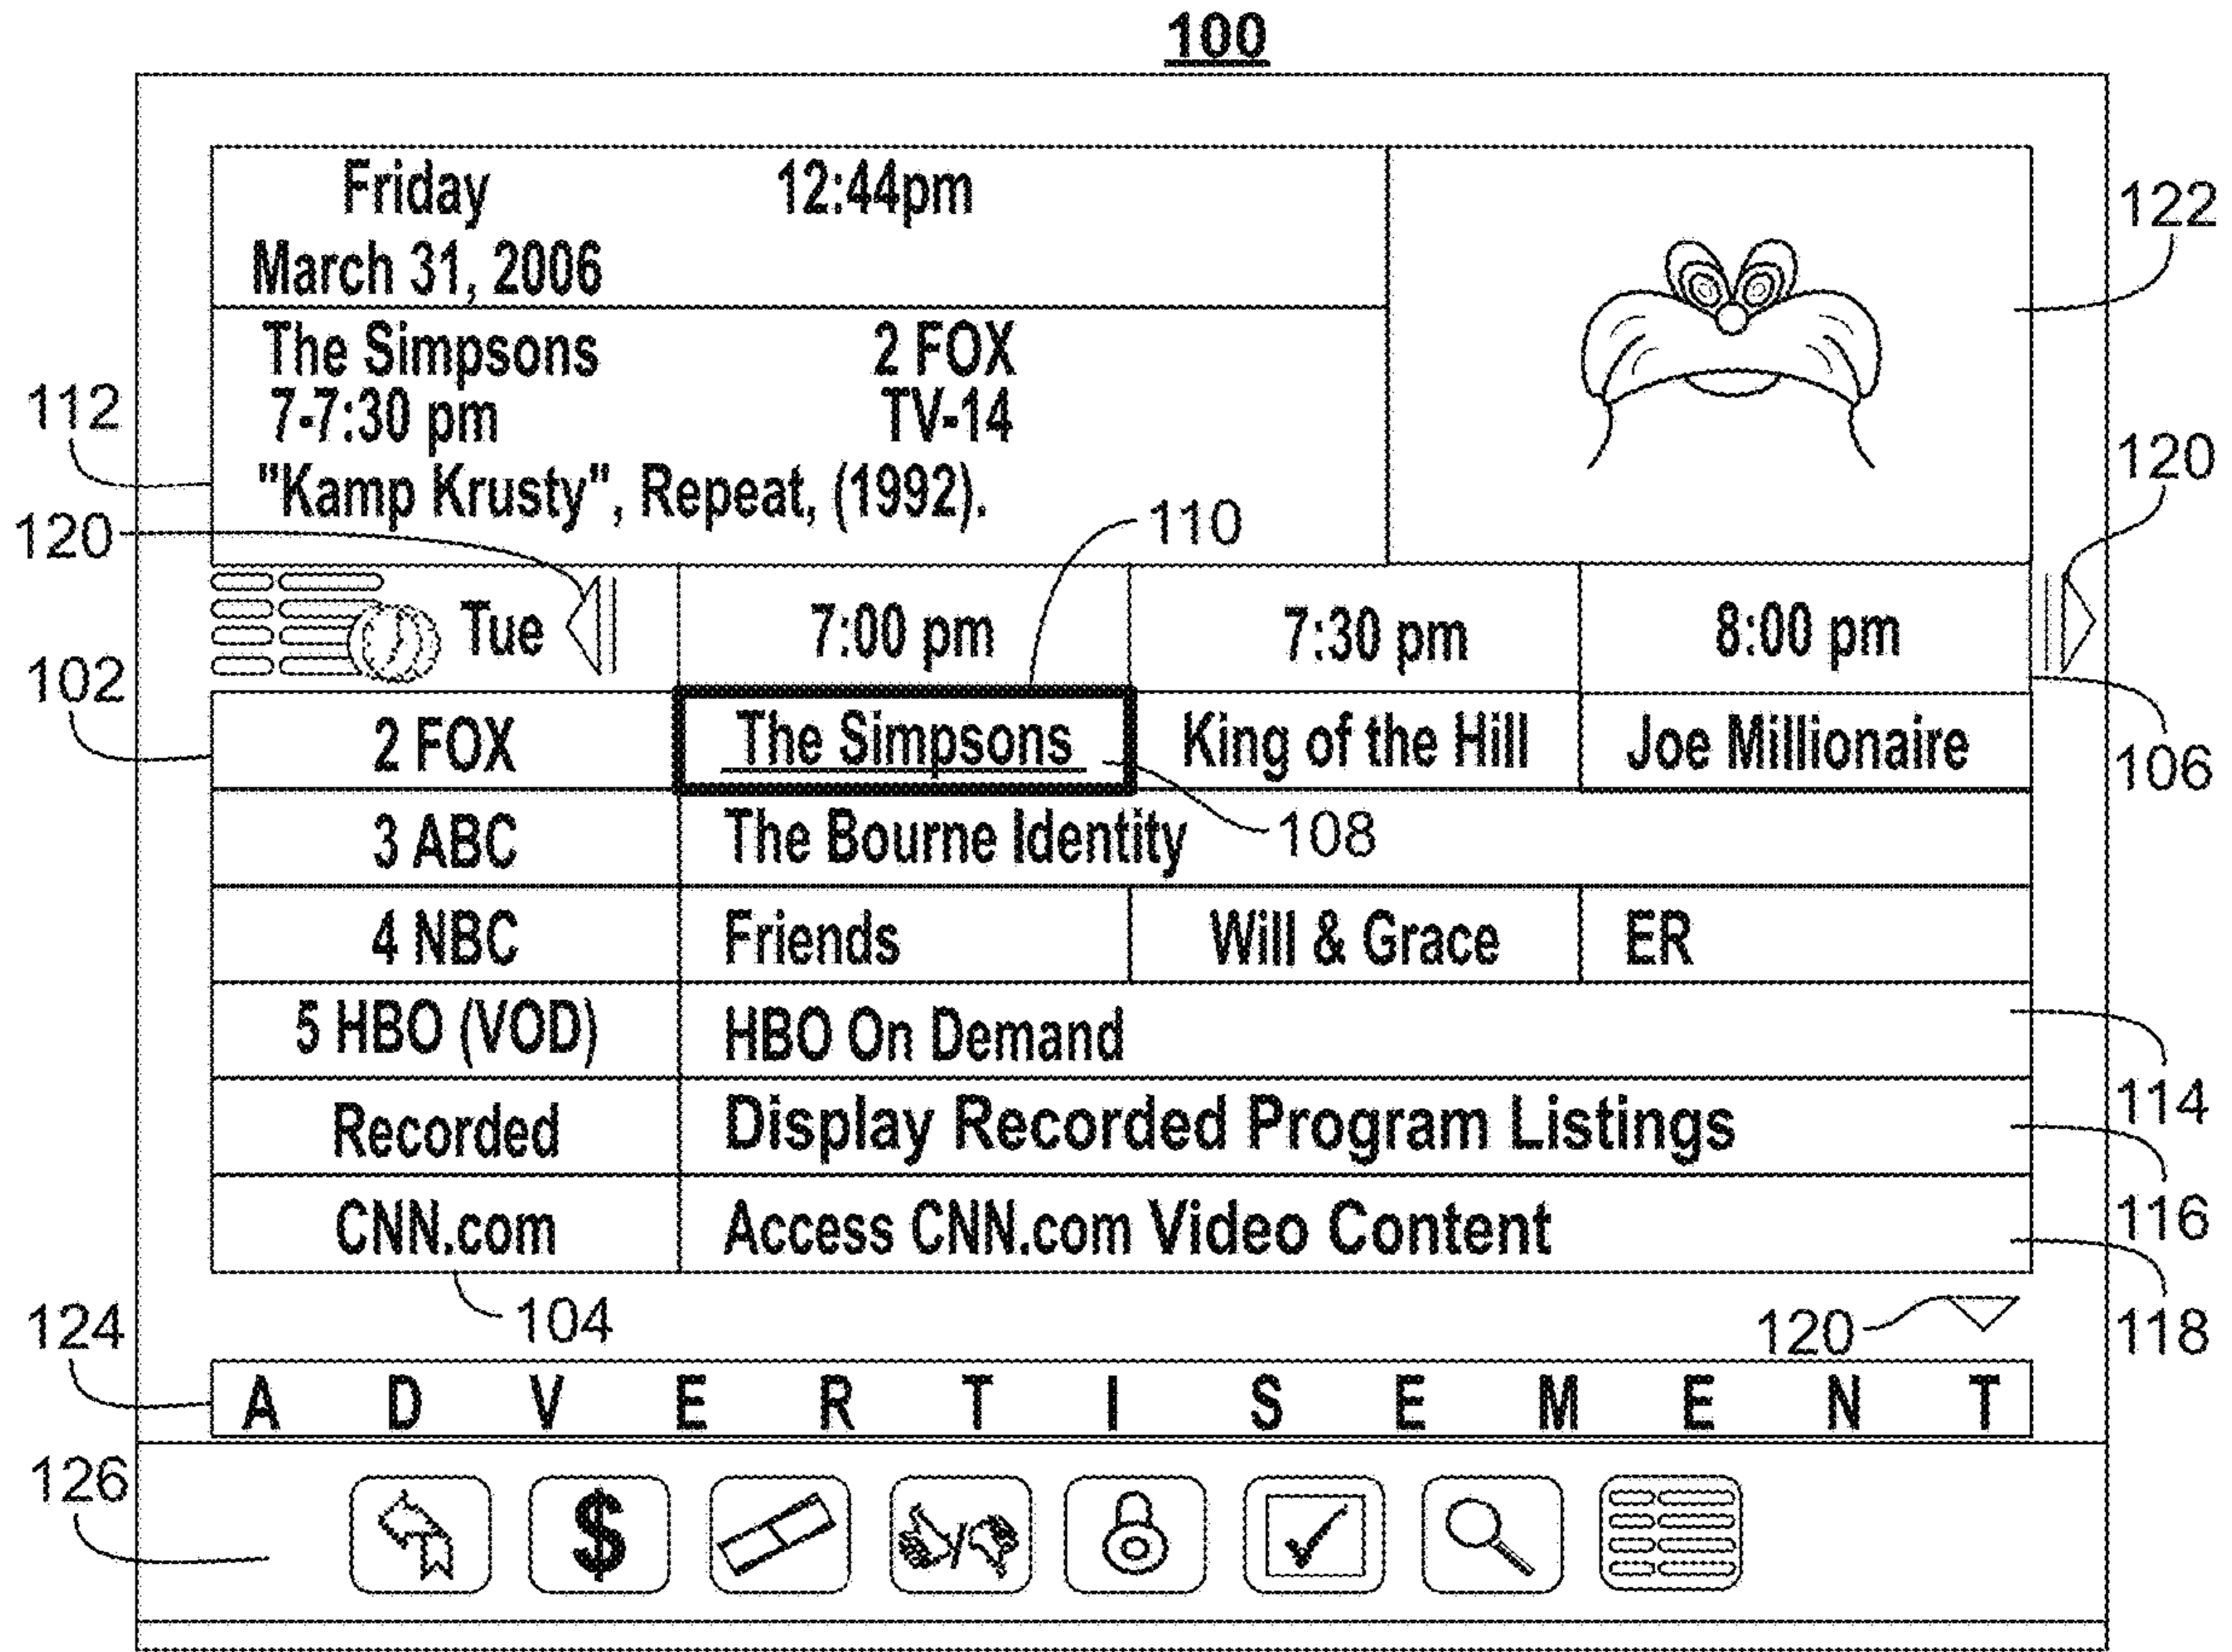 100
Friday 12:44pm
March 31, 2006
122
The Simpsons 2 FOX
112 7-7:30 pm TV-14
120
"Kamp Krusty", Repeat, (1992).
120 110
Tue 7:00 pm 7:30 pm 8:00 pm
102
2 FOX The Simpsons King of the Hill Joe Millionaire
106
3 ABC The Bourne Identity 108
4 NBC Friends Will & Grace ER
5 HBO (VOD) HBO On Demand
114
Recorded Display Recorded Program Listings
116
CNN.com Access CNN.com Video Content
104
124 120 118
A D V E R T I S E M E N T
126
$